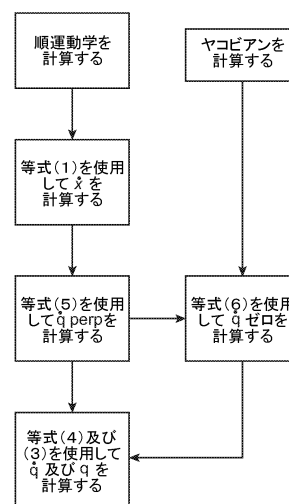 順運動学を
計算する
ヤコビアンを
計算する
等式(1)を使用
して ẋ を
計算する
等式(5)を使用
してq̇ perpを
計算する
等式(6)を使用
して q̇ ゼロを
計算する
等式(4)及び
(3)を使用して
q̇ 及び q を
計算する